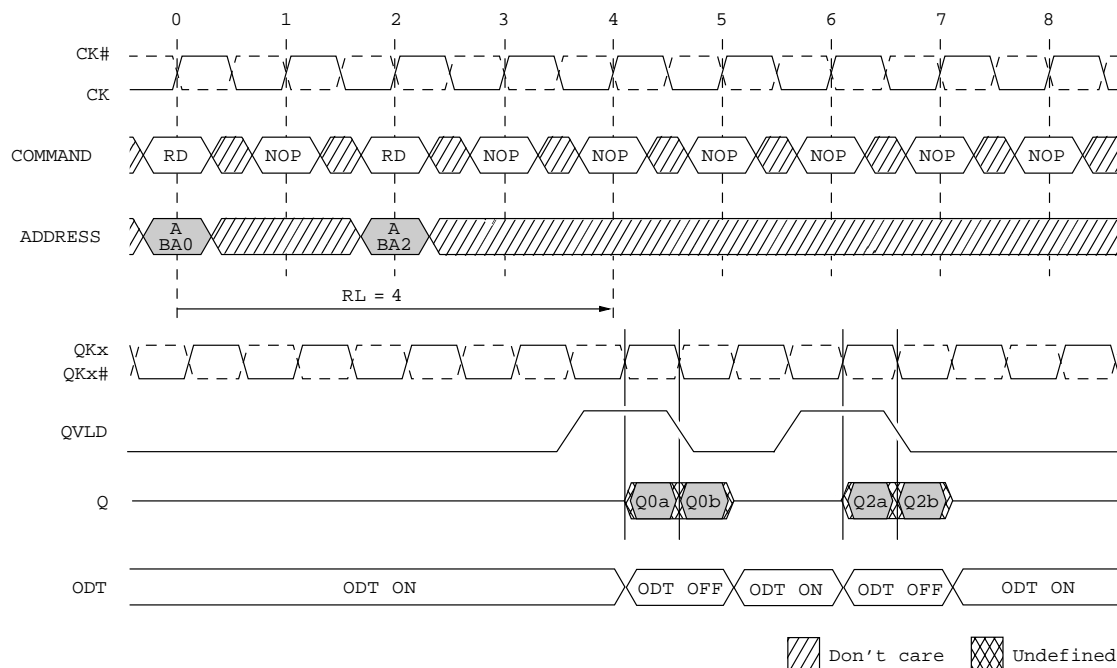 0 1 2 3 4 5 6 7 8
CK#
CK
COMMAND RD NOP RD NOP NOP NOP NOP NOP NOP
ADDRESS A BA0 A BA2
RL = 4
QKx
QKx#
QVLD
Q Q0a Q0b Q2a Q2b
ODT ODT ON ODT OFF ODT ON ODT OFF ODT ON
Don't care Undefined